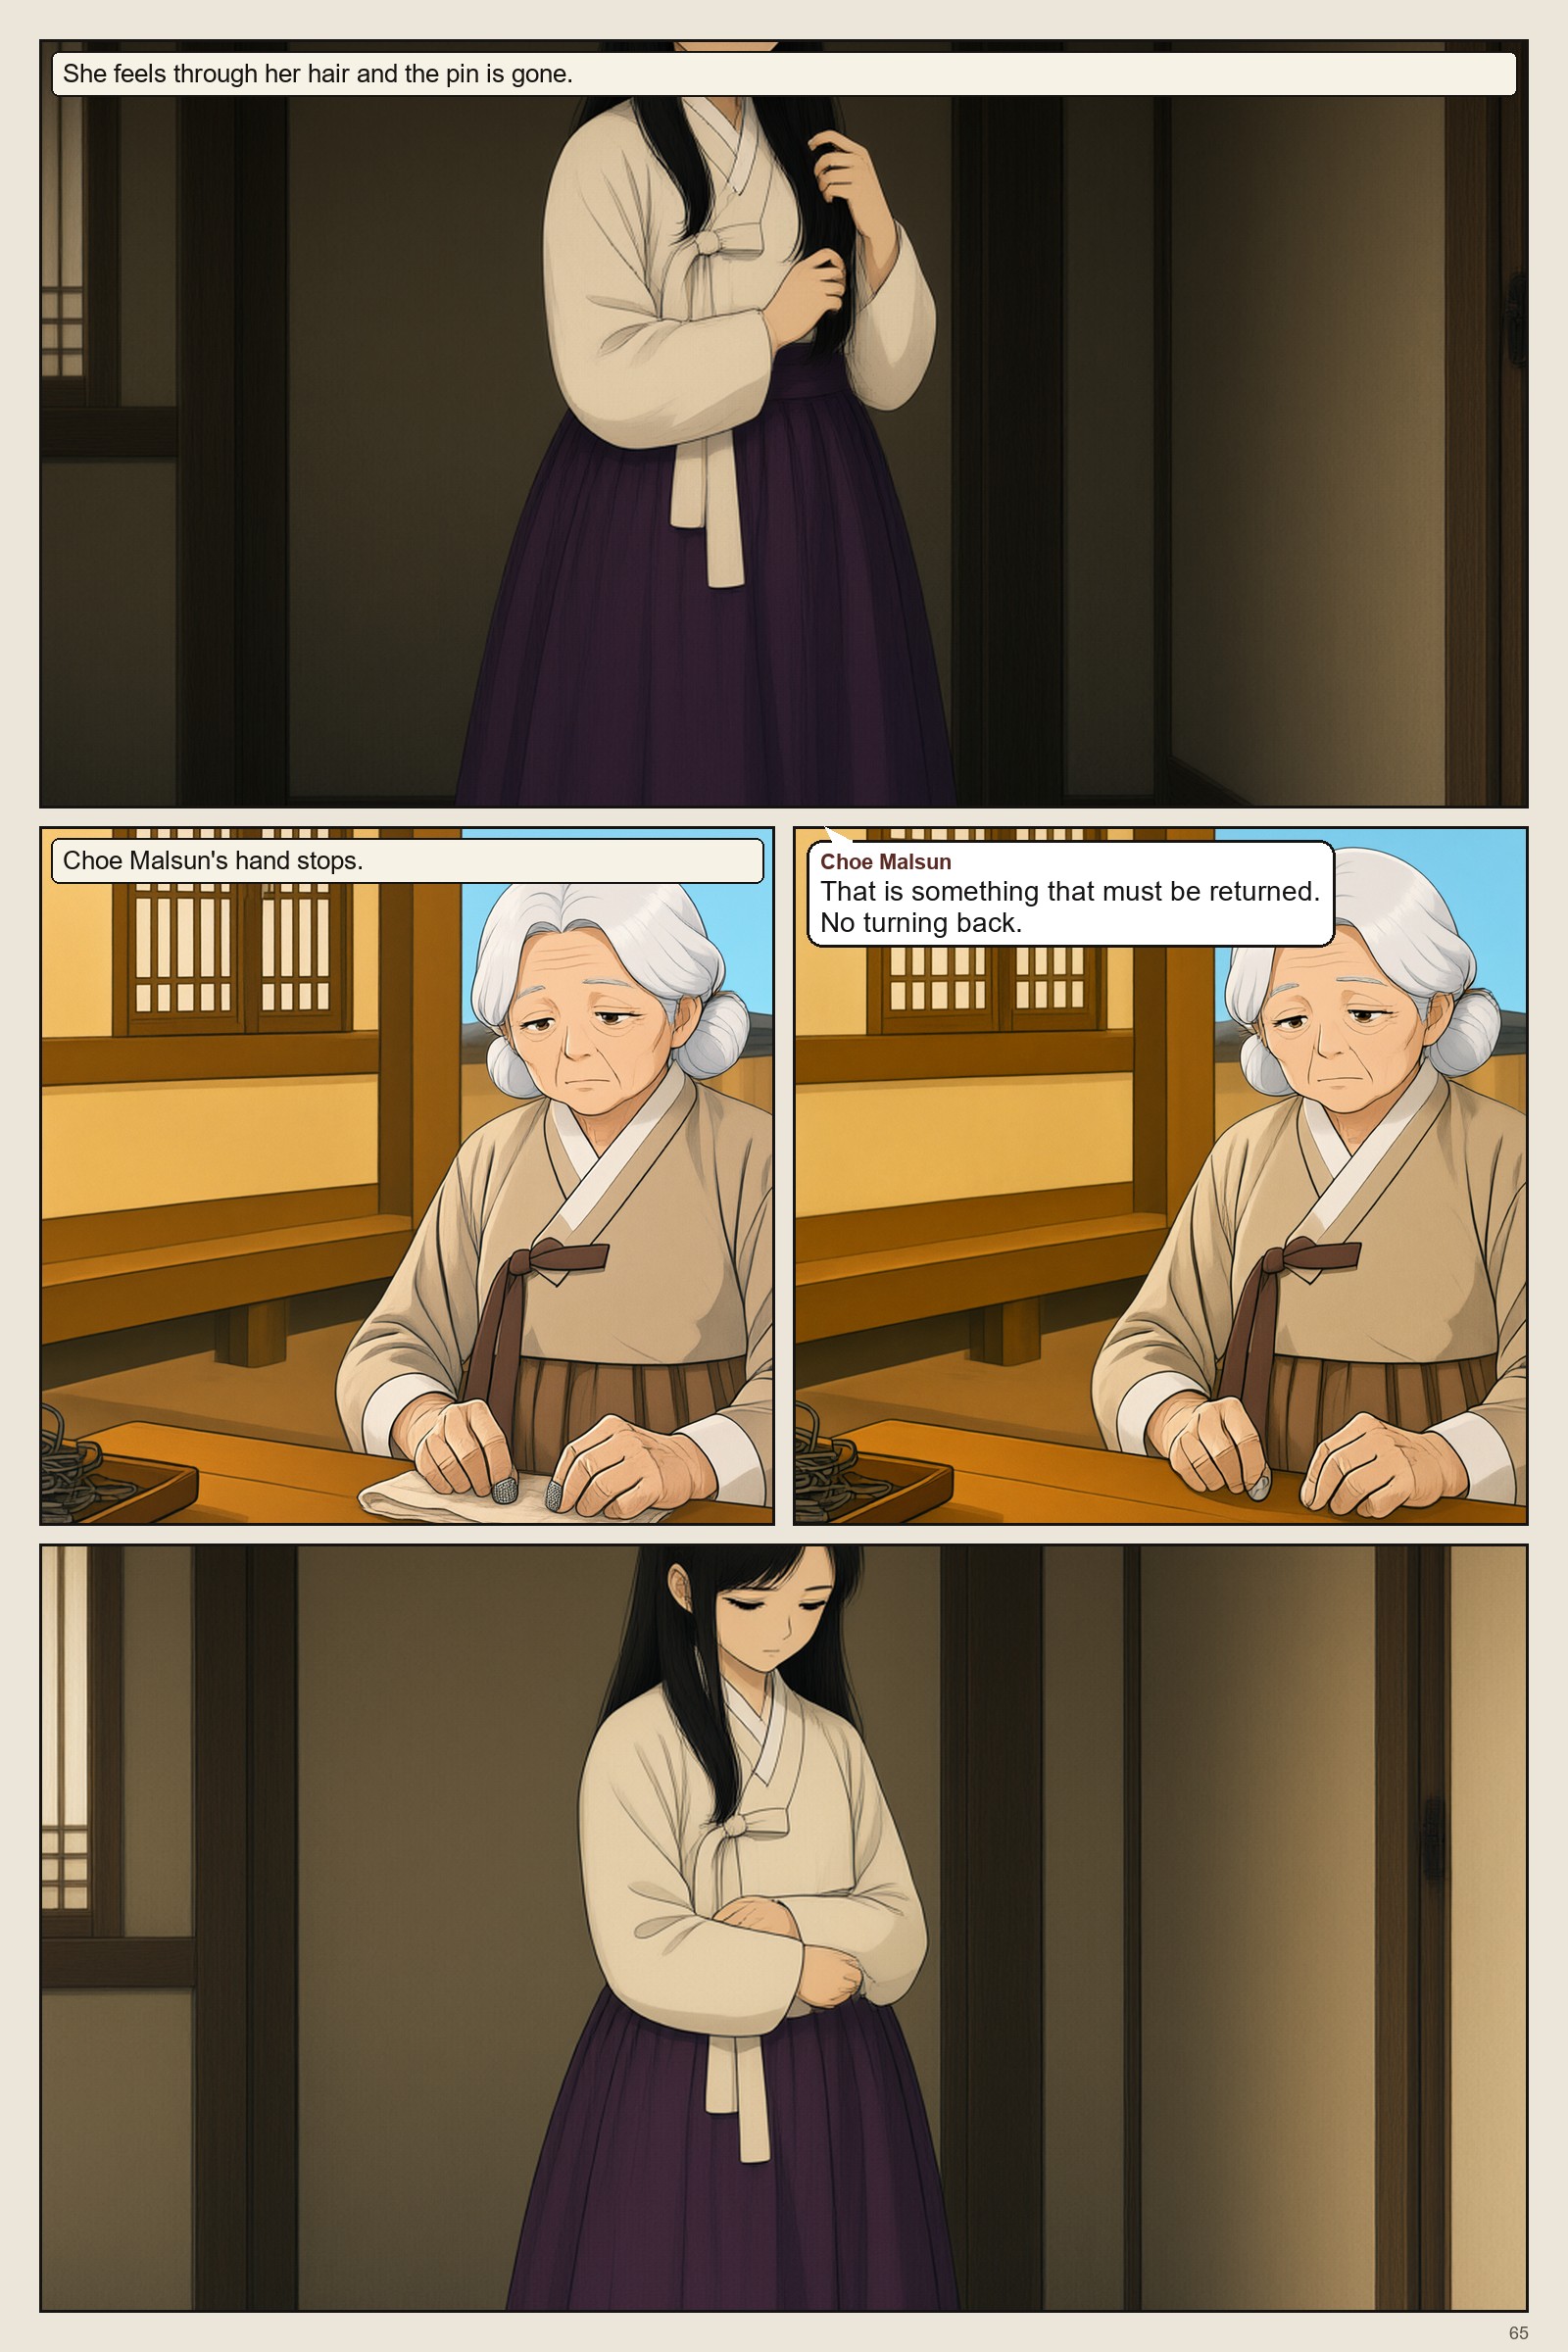 She feels through her hair and the pin is gone.
Choe Malsun's hand stops.
Choe Malsun
That is something that must be returned.
No turning back.
65